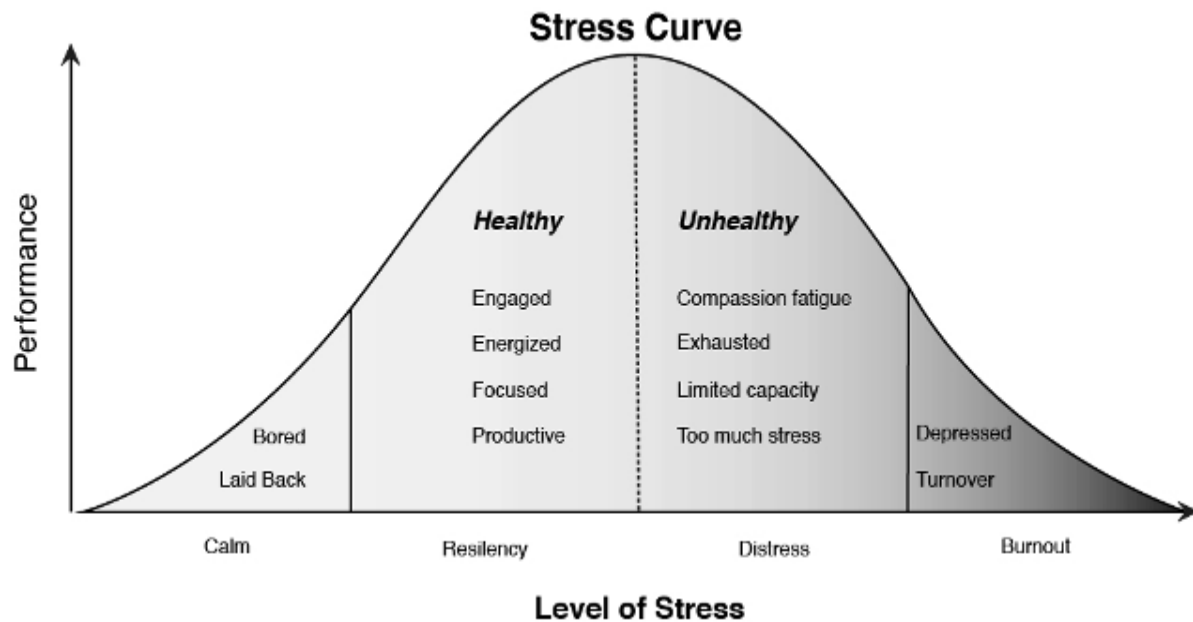 Stress Curve
Performance
Healthy
Unhealthy
Engaged
Compassion fatigue
Energized
Exhausted
Focused
Limited capacity
Bored
Productive
Too much stress
Depressed
Laid Back
Turnover
Calm
Resilency
Distress
Burnout
Level of Stress